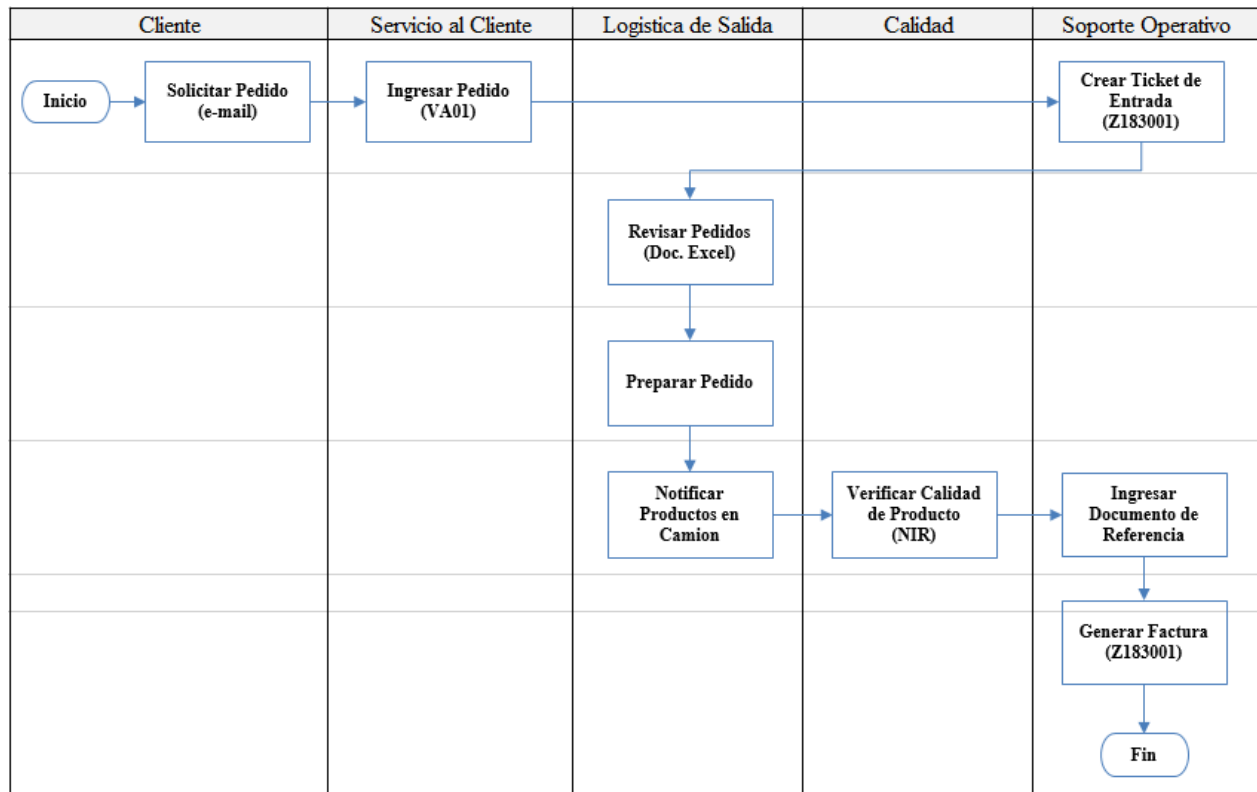 Cliente
Servicio al Cliente
Logistica de Salida
Calidad
Soporte Operativo
Inicio
Solicitar Pedido
(e-mail)
Ingresar Pedido
(VA01)
Crear Ticket de
Entrada
(Z183001)
Revisar Pedidos
(Doc. Excel)
Preparar Pedido
Notificar
Productos en
Camion
Verificar Calidad
de Producto
(NIR)
Ingresar
Documento de
Referencia
Generar Factura
(Z183001)
Fin